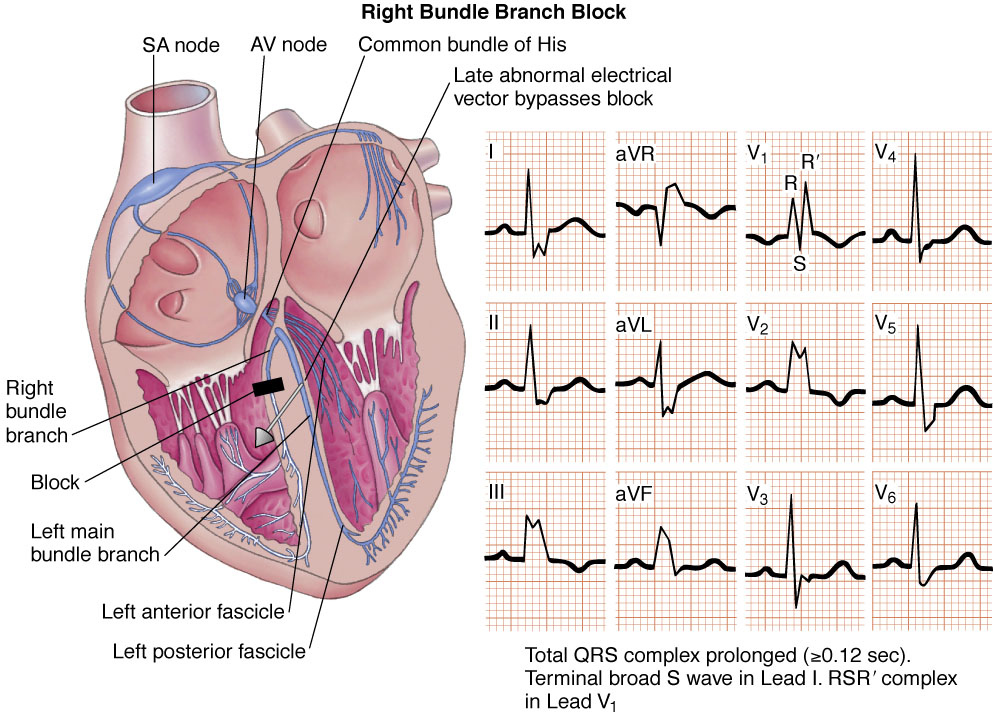 Right Bundle Branch Block
SA node
AV node
Common bundle of His
Late abnormal electrical
vector bypasses block
I
aVR
V1
R
R′
S
V4
II
aVL
V2
V5
III
aVF
V3
V6
Right
bundle
branch
Block
Left main
bundle branch
Left anterior fascicle
Left posterior fascicle
Total QRS complex prolonged (≥0.12 sec).
Terminal broad S wave in Lead I. RSR′ complex
in Lead V1